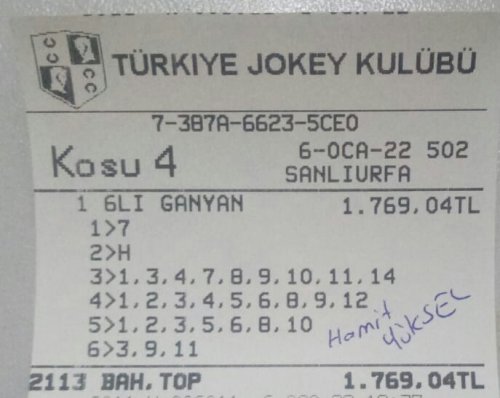 TÜRKIYE JOKEY KULÜBÜ
7-387A-6623-5CE0
Kosu 4
6-OCA-22 502
SANLIURFA
1 6LI GANYAN 1.769,04TL
1>7
2>H
3>1,3,4,7,8,9,10,11,14
4>1,2,3,4,5,6,8,9,12
5>1,2,3,5,6,8,10
6>3,9,11
Hamit YÜKSEL
2113 BAH.TOP 1.769,04TL